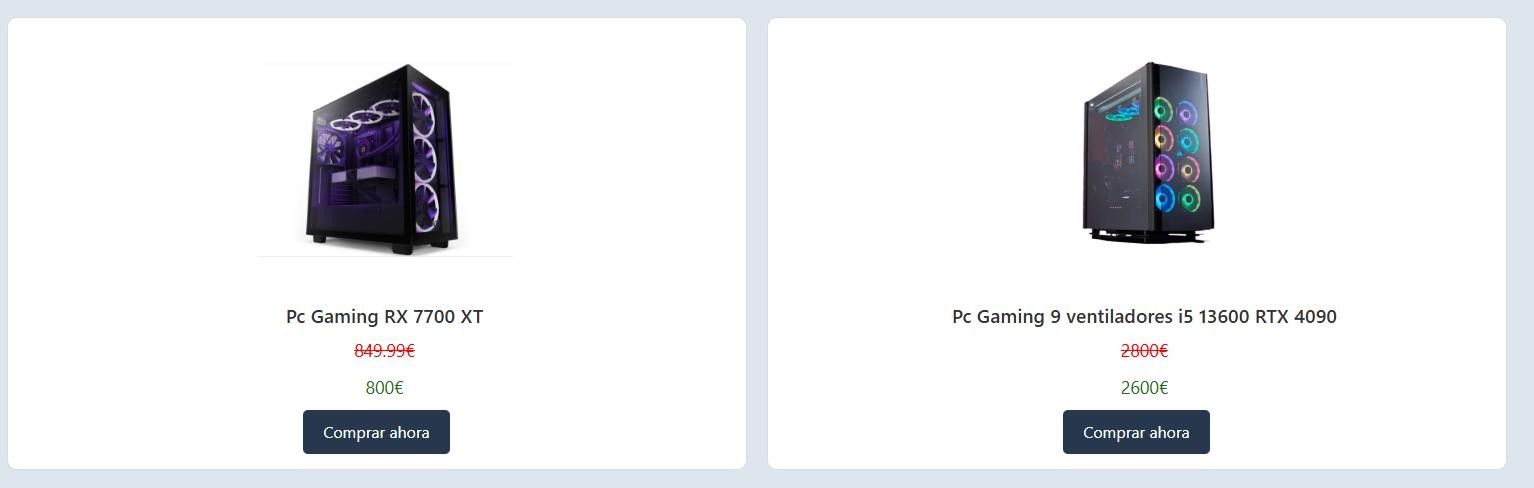 Pc Gaming RX 7700 XT
849.99€
800€
Comprar ahora
Pc Gaming 9 ventiladores i5 13600 RTX 4090
2800€
2600€
Comprar ahora